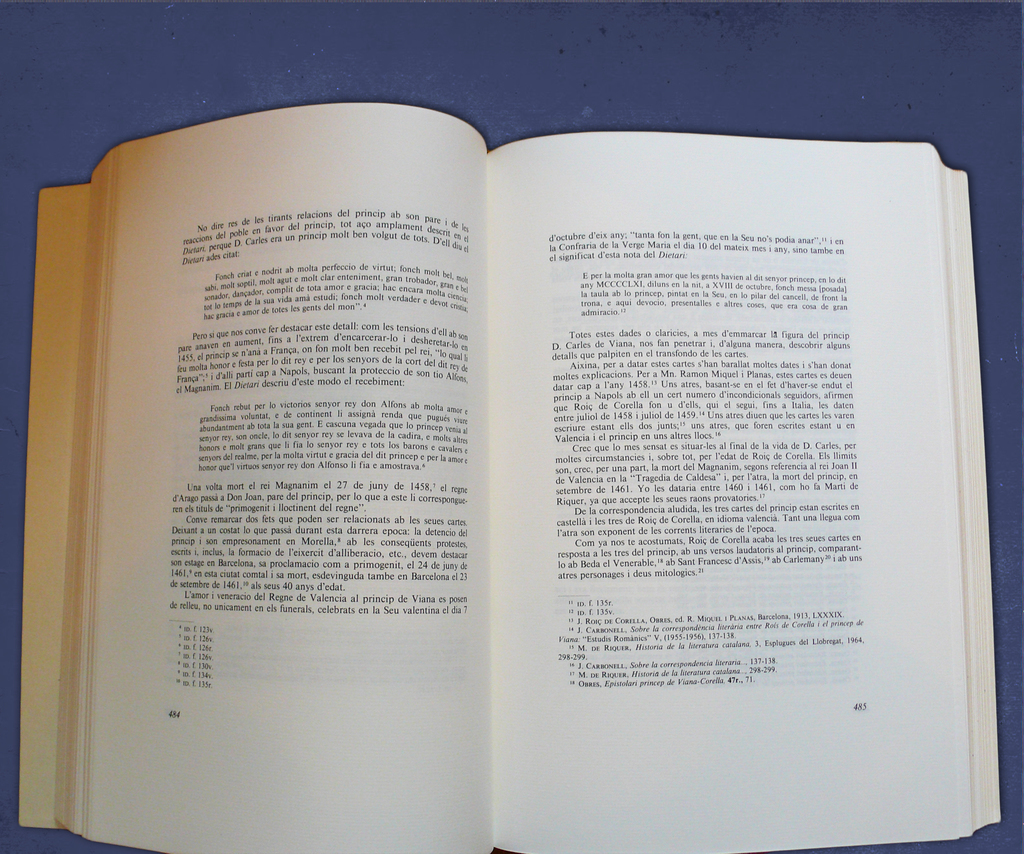 No dire res de les tirants relacions del princip ab son pare i de les
reaccions del poble en favor del princip, tot aço amplament descrit en el
Dietari, perque D. Carles era un princip molt ben volgut de tots. D'ell diu el
Dietari ades citat:
Fonch criat e nodrit ab molta perfeccio de virtut; fonch molt bel, molt
sabi, molt soptil, molt agut e molt clar enteniment, gran trobador, gran e bel
sonador, dançador, complit de tota amor e gracia; hac encara molta ciencia;
tot lo temps de la sua vida amà estudi; fonch molt verdader e devot cristià;
hac gracia e amor de totes les gents del mon".⁴
Pero si que nos conve fer destacar este detall: com les tensions d'ell ab son
pare anaven en aument, fins a l'extrem d'encarcerar-lo i desheretar-lo en
1455, el princip se n'anà a França, on fon molt ben recebit pel rei, "lo qual li
feu molta honor e festa per lo dit rey e per los senyors de la cort del dit rey de
França";⁵ i d'alli partí cap a Napols, buscant la proteccio de son tio Alfons,
el Magnanim. El Dietari descriu d'este modo el recebiment:
Fonch rebut per lo victorios senyor rey don Alfons ab molta amor e
grandissima voluntat, e de continent li assignà renda que pugués viure
abundantment ab tota la sua gent. E cascuna vegada que lo princep venia al
senyor rey, son oncle, lo dit senyor rey se levava de la cadira, e molts altres
honors e molt grans que li fia lo senyor rey e tots los barons e cavalers e
senyors del realme, per la molta virtut e gracia del dit princep e per la amor e
honor que'l virtuos senyor rey don Alfonso li fia e amostrava.⁶
Una volta mort el rei Magnanim el 27 de juny de 1458,⁷ el regne
d'Arago passà a Don Joan, pare del princip, per lo que a este li corresponguе-
ren els tituls de "primogenit i lloctinent del regne".
Conve remarcar dos fets que poden ser relacionats ab les seues cartes.
Deixant a un costat lo que passà durant esta darrera epoca: la detencio del
princip i son empresonament en Morella,⁸ ab les conseqüents protestes,
escrits i, inclus, la formacio de l'eixercit d'alliberacio, etc., devem destacar
son estage en Barcelona, sa proclamacio com a primogenit, el 24 de juny de
1461,⁹ en esta ciutat comtal i sa mort, esdevinguda tambe en Barcelona el 23
de setembre de 1461,¹⁰ als seus 40 anys d'edat.
L'amor i veneracio del Regne de Valencia al princip de Viana es posen
de relleu, no unicament en els funerals, celebrats en la Seu valentina el dia 7
⁴ ID. f. 123v.
⁵ ID. f. 126v.
⁶ ID. f. 126r.
⁷ ID. f. 126v.
⁸ ID. f. 130v.
⁹ ID. f. 134v.
¹⁰ ID. f. 135r.
484
d'octubre d'eix any; "tanta fon la gent, que en la Seu no's podia anar",¹¹ i en
la Confraria de la Verge Maria el dia 10 del mateix mes i any, sino tambe en
el significat d'esta nota del Dietari:
E per la molta gran amor que les gents havien al dit senyor princep, en lo dit
any MCCCCLXI, diluns en la nit, a XVIII de octubre, fonch messa [posada]
la taula ab lo princep, pintat en la Seu, en lo pilar del cancell, de front la
trona, e aqui devocio, presentalles e altres coses, que era cosa de gran
admiracio.¹²
Totes estes dades o claricies, a mes d'emmarcar la figura del princip
D. Carles de Viana, nos fan penetrar i, d'alguna manera, descobrir alguns
detalls que palpiten en el transfondo de les cartes.
Aixina, per a datar estes cartes s'han barallat moltes dates i s'han donat
moltes explicacions. Per a Mn. Ramon Miquel i Planas, estes cartes es deuen
datar cap a l'any 1458.¹³ Uns atres, basant-se en el fet d'haver-se endut el
princip a Napols ab ell un cert numero d'incondicionals seguidors, afirmen
que Roiç de Corella fon u d'ells, qui el seguí, fins a Italia, les daten
entre juliol de 1458 i juliol de 1459.¹⁴ Uns atres diuen que les cartes les varen
escriure estant ells dos junts;¹⁵ uns atres, que foren escrites estant u en
Valencia i el princip en uns altres llocs.¹⁶
Crec que lo mes sensat es situar-les al final de la vida de D. Carles, per
moltes circumstancies i, sobre tot, per l'edat de Roiç de Corella. Els llimits
son, crec, per una part, la mort del Magnanim, segons referencia al rei Joan II
de Valencia en la "Tragedia de Caldesa" i, per l'atra, la mort del princip, en
setembre de 1461. Yo les dataria entre 1460 i 1461, com ho fa Martí de
Riquer, ya que accepte les seues raons provatories.¹⁷
De la correspondencia aludida, les tres cartes del princip estan escrites en
castellà i les tres de Roiç de Corella, en idioma valencià. Tant una llegua com
l'atra son exponent de les corrents literaries de l'epoca.
Com ya nos te acostumats, Roiç de Corella acaba les tres seues cartes en
resposta a les tres del princip, ab uns versos laudatoris al princip, comparant-
lo ab Beda el Venerable,¹⁸ ab Sant Francesc d'Assis,¹⁹ ab Carlemany²⁰ i ab uns
atres personages i deus mitologics.²¹
¹¹ ID. f. 135r.
¹² ID. f. 135v.
¹³ J. ROIÇ DE CORELLA, OBRES, ed. R. MIQUEL I PLANAS, Barcelona, 1913, LXXXIX.
¹⁴ J. CARBONELL, Sobre la correspondència literària entre Roís de Corella i el príncep de
Viana: "Estudis Romànics" V, (1955-1956), 137-138.
¹⁵ M. DE RIQUER, Historia de la literatura catalana, 3, Esplugues del Llobregat, 1964,
298-299.
¹⁶ J. CARBONELL, Sobre la correspondencia literaria..., 137-138.
¹⁷ M. DE RIQUER, Historia de la literatura catalana..., 298-299.
¹⁸ OBRES, Epistolari princep de Viana-Corella, 47r., 71.
485